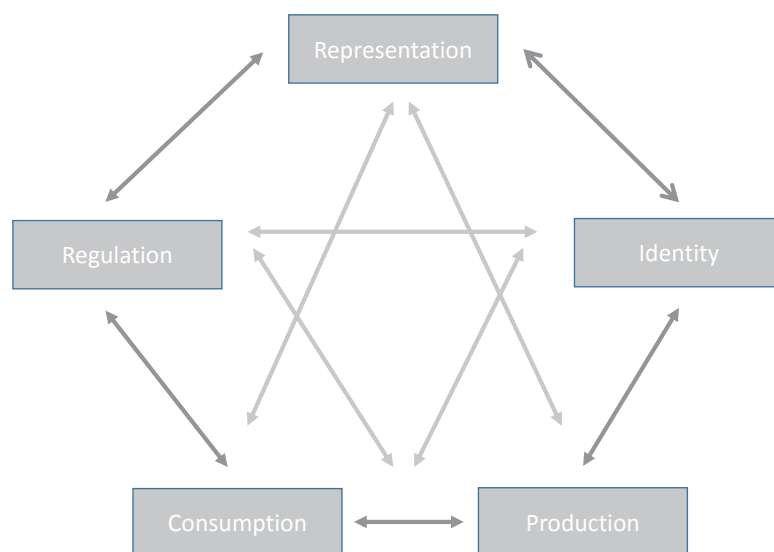 Representation
Regulation
Identity
Consumption
Production